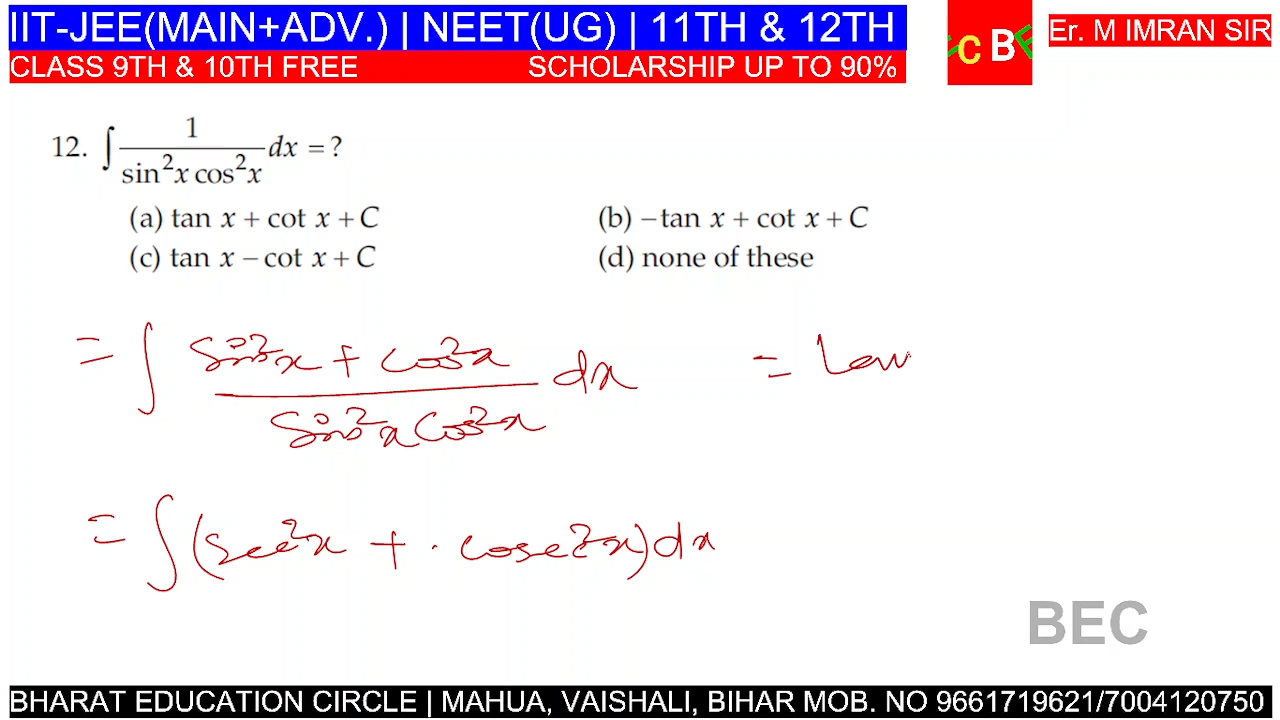 IIT-JEE(MAIN+ADV.) | NEET(UG) | 11TH & 12TH
CLASS 9TH & 10TH FREE SCHOLARSHIP UP TO 90%
CBE
Er. M IMRAN SIR
12. ∫ 1/(sin²x cos²x) dx = ?
(a) tan x + cot x + C (b) −tan x + cot x + C
(c) tan x − cot x + C (d) none of these
= ∫ (sin²x + cos²x)/(sin²x cos²x) dx
= ∫ (sec²x + · cosec²x) dx
= tan
BEC
BHARAT EDUCATION CIRCLE | MAHUA, VAISHALI, BIHAR MOB. NO 9661719621/7004120750